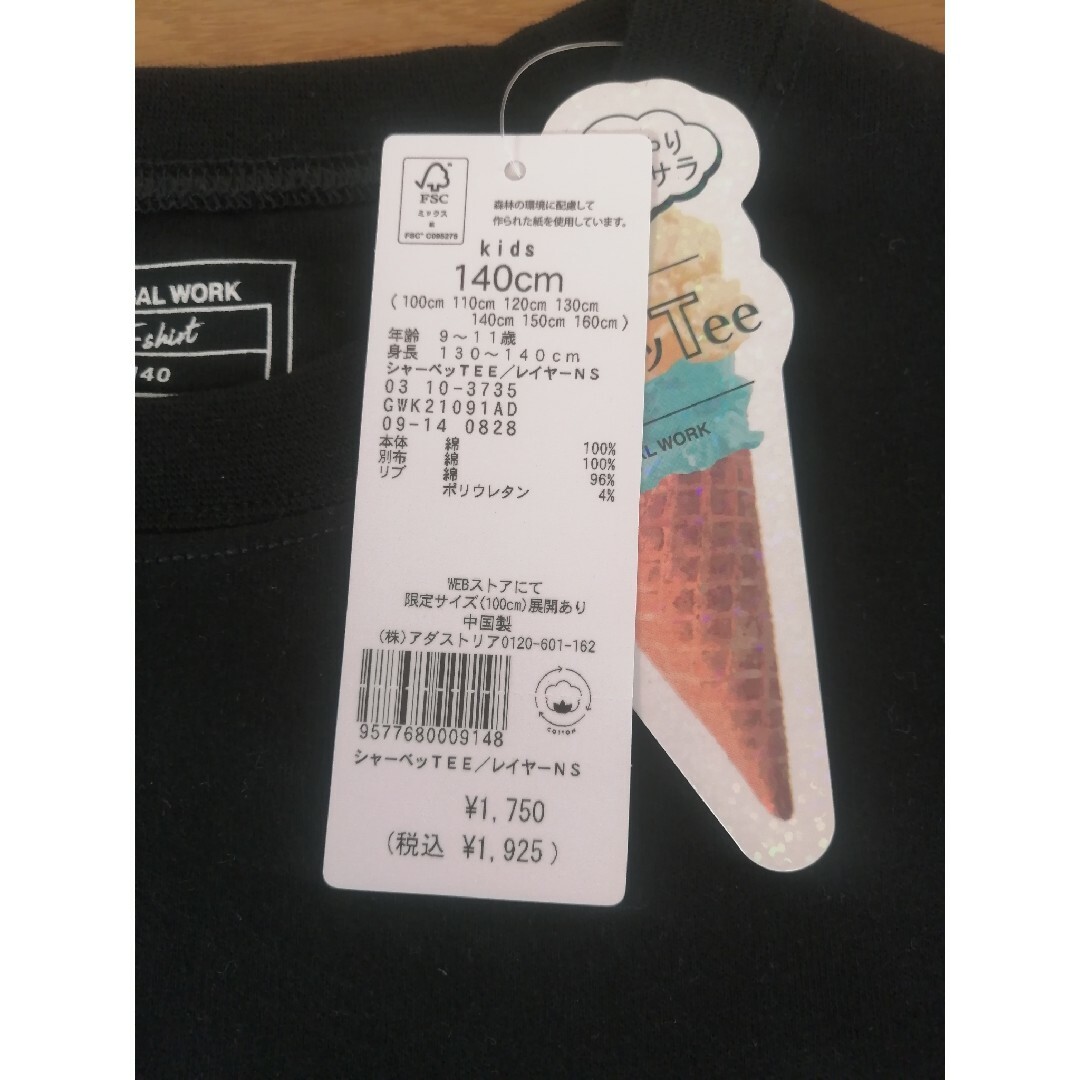 FSC
ミックス
紙
FSC® C095275
森林の環境に配慮して
作られた紙を使用しています。
kids
140cm
(100cm 110cm 120cm 130cm
140cm 150cm 160cm)
年齢 9～11歳
身長 130～140cm
シャーベッTEE／レイヤーNS
03 10-3735
GWK21091AD
09-14 0828
本体 綿 100%
別布 綿 100%
リブ 綿 96%
ポリウレタン 4%
WEBストアにて
限定サイズ(100cm)展開あり
中国製
(株)アダストリア0120-601-162
9577680009148
COTTON
シャーベッTEE／レイヤーNS
¥1,750
(税込 ¥1,925)
BAL WORK
-shirt
140
り
サラ
ッTee
AL WORK